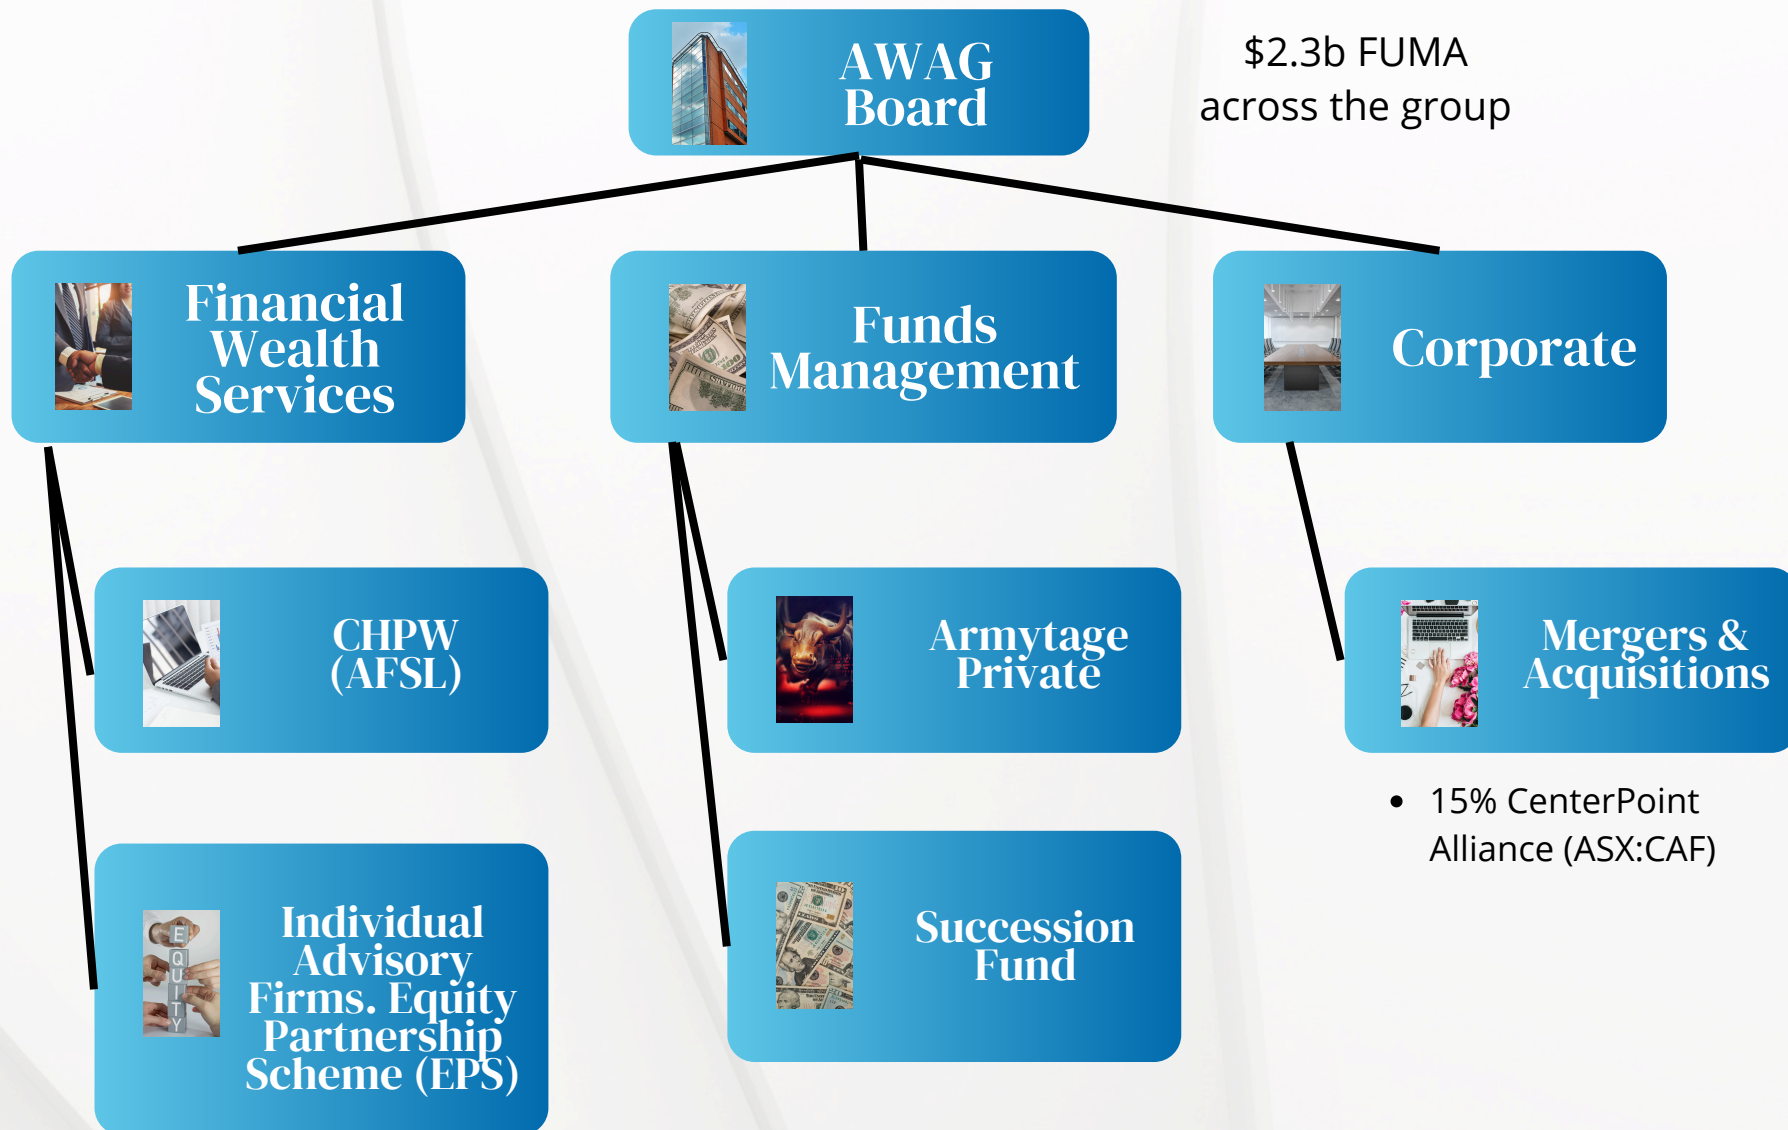 AWAG
Board
$2.3b FUMA
across the group
Financial
Wealth
Services
Funds
Management
Corporate
CHPW
(AFSL)
Armytage
Private
Mergers &
Acquisitions
• 15% CenterPoint
Alliance (ASX:CAF)
Individual
Advisory
Firms. Equity
Partnership
Scheme (EPS)
EQUITY
Succession
Fund